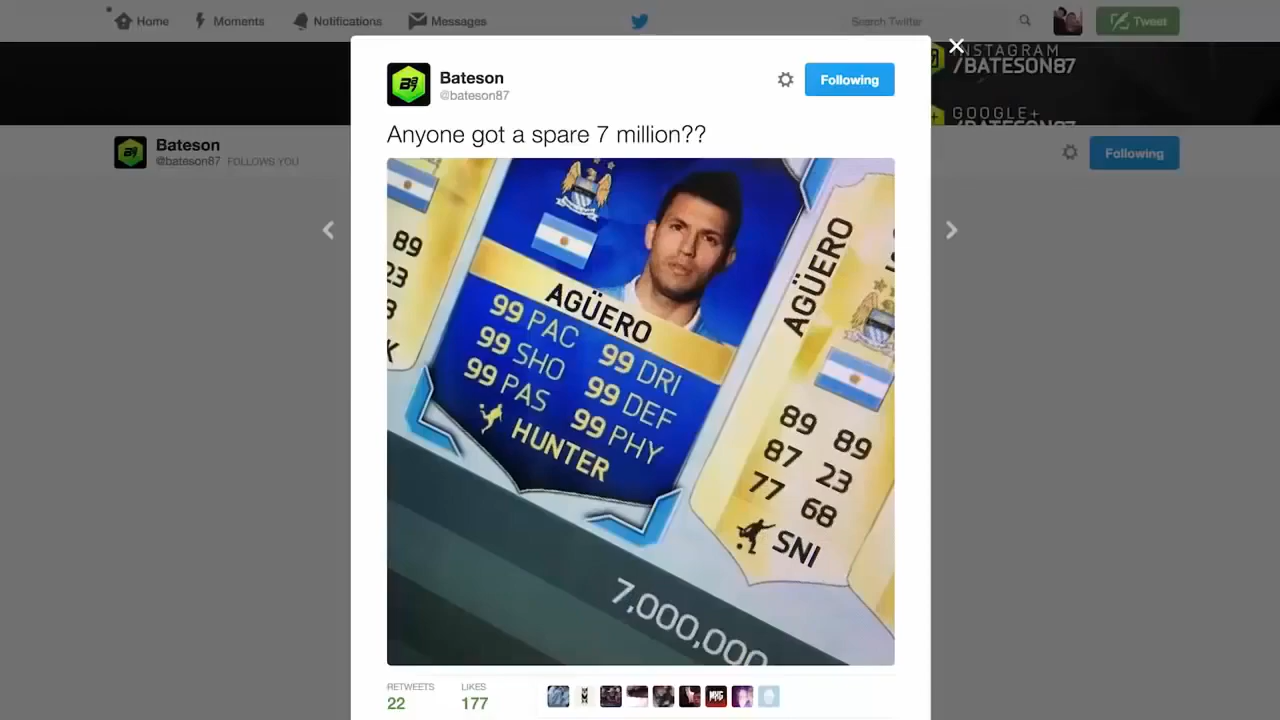 Home
Moments
Notifications
Messages
Search Twitter
Tweet
INSTAGRAM
/BATESON87
GOOGLE+
/BATESON87
Bateson
@bateson87 FOLLOWS YOU
Following
Bateson
@bateson87
Following
Anyone got a spare 7 million??
89
23
AGÜERO
99 PAC 99 DRI
99 SHO 99 DEF
99 PAS 99 PHY
HUNTER
AGÜERO
89 89
87 23
77 68
SNI
7,000,000
RETWEETS
22
LIKES
177